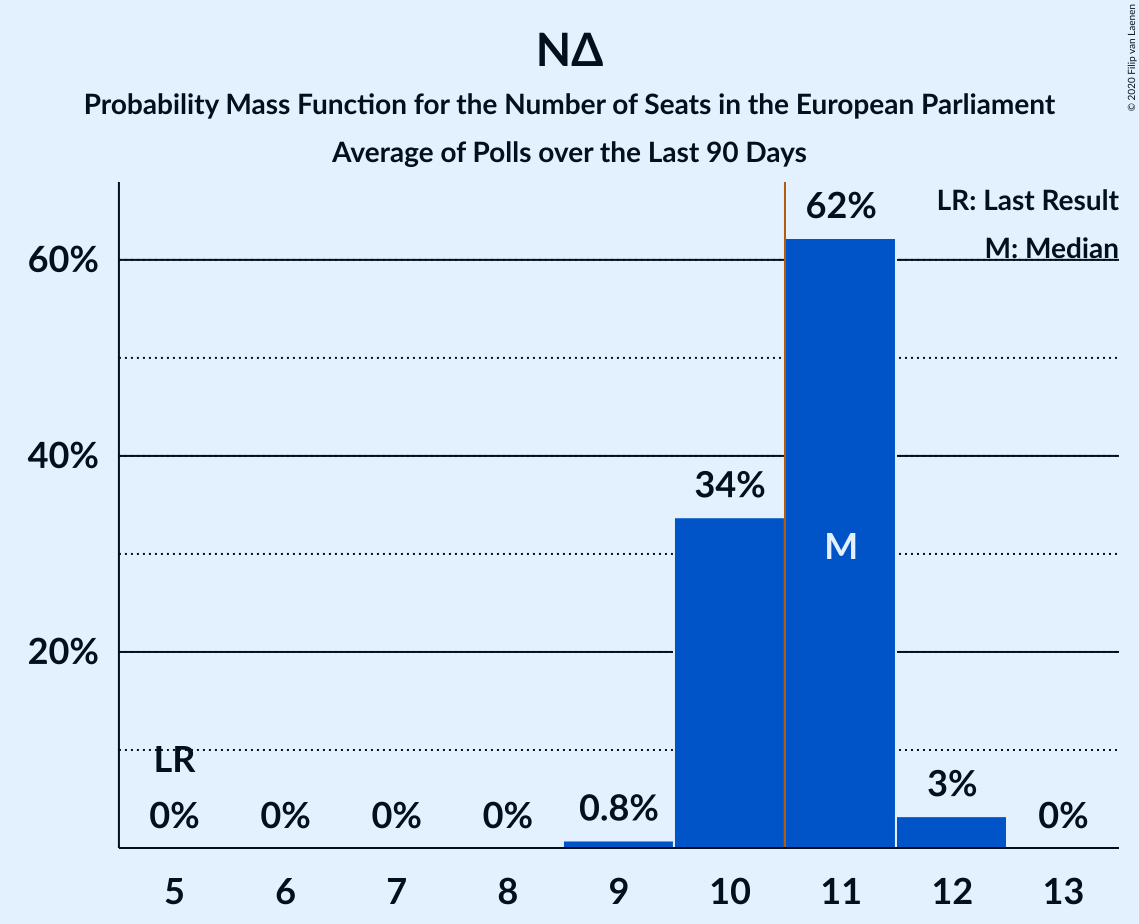 ΝΔ
Probability Mass Function for the Number of Seats in the European Parliament
Average of Polls over the Last 90 Days
© 2020 Filip van Laenen
LR: Last Result
M: Median
60%
40%
20%
62%
34%
M
LR
0%
0%
0%
0%
0.8%
3%
0%
5
6
7
8
9
10
11
12
13